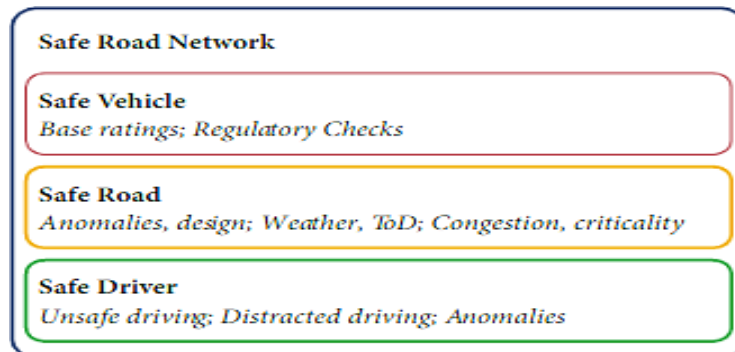 Safe Road Network
Safe Vehicle
Base ratings; Regulatory Checks
Safe Road
Anomalies, design; Weather, ToD; Congestion, criticality
Safe Driver
Unsafe driving; Distracted driving; Anomalies